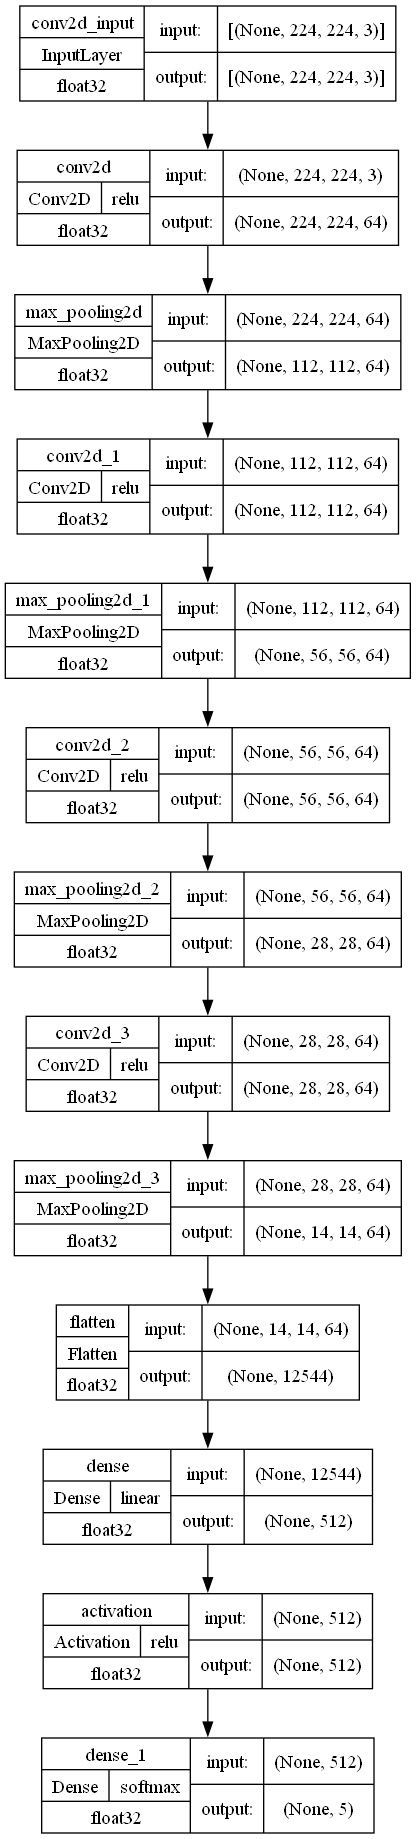 conv2d_input
InputLayer
float32
input: [(None, 224, 224, 3)]
output: [(None, 224, 224, 3)]
conv2d
Conv2D relu
float32
input: (None, 224, 224, 3)
output: (None, 224, 224, 64)
max_pooling2d
MaxPooling2D
float32
input: (None, 224, 224, 64)
output: (None, 112, 112, 64)
conv2d_1
Conv2D relu
float32
input: (None, 112, 112, 64)
output: (None, 112, 112, 64)
max_pooling2d_1
MaxPooling2D
float32
input: (None, 112, 112, 64)
output: (None, 56, 56, 64)
conv2d_2
Conv2D relu
float32
input: (None, 56, 56, 64)
output: (None, 56, 56, 64)
max_pooling2d_2
MaxPooling2D
float32
input: (None, 56, 56, 64)
output: (None, 28, 28, 64)
conv2d_3
Conv2D relu
float32
input: (None, 28, 28, 64)
output: (None, 28, 28, 64)
max_pooling2d_3
MaxPooling2D
float32
input: (None, 28, 28, 64)
output: (None, 14, 14, 64)
flatten
Flatten
float32
input: (None, 14, 14, 64)
output: (None, 12544)
dense
Dense linear
float32
input: (None, 12544)
output: (None, 512)
activation
Activation relu
float32
input: (None, 512)
output: (None, 512)
dense_1
Dense softmax
float32
input: (None, 512)
output: (None, 5)